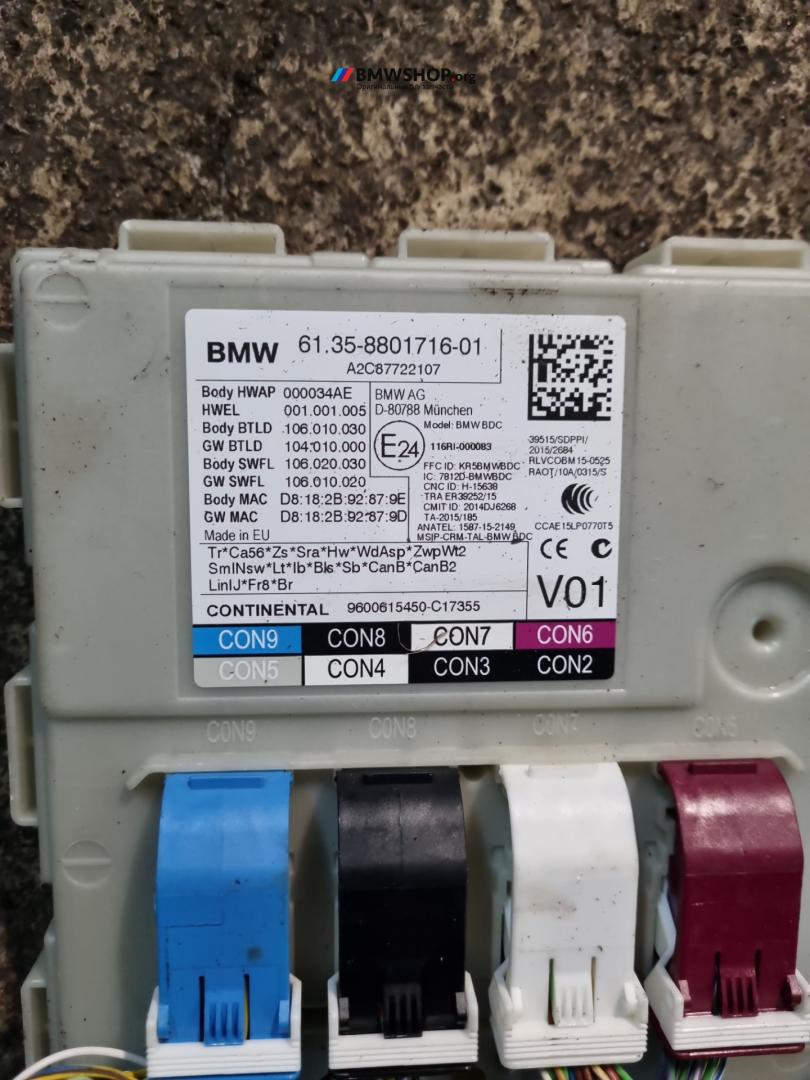 BMWSHOP.org
Оригинальные б/у запчасти
BMW 61.35-8801716-01
A2C87722107
Body HWAP 000034AE
HWEL 001.001.005
Body BTLD 106.010.030
GW BTLD 104.010.000
Body SWFL 106.020.030
GW SWFL 106.010.020
Body MAC D8:18:2B:92:87:9E
GW MAC D8:18:2B:92:87:9D
Made in EU
BMW AG
D-80788 München
Model: BMW BDC
E24 116RI-000083
FCC ID: KR5BMWBDC
IC: 7812D-BMWBDC
CNC ID: H-15638
TRA ER39252/15
CMIT ID: 2014DJ6268
TA-2015/185
ANATEL: 1587-15-2149
MSIP-CRM-TAL-BMW BDC
39515/SDPPI/
2015/2684
RLVCOBM15-0525
RAOT/10A/0315/S
CCAE15LP0770T5
CE
Tr*Ca56*Zs*Sra*Hw*WdAsp*ZwpWt2
SmlNsw*Lt*Ib*Bls*Sb*CanB*CanB2
LinIJ*Fr8*Br
V01
CONTINENTAL 9600615450-C17355
CON9 CON8 CON7 CON6
CON5 CON4 CON3 CON2
CON9 CON8 CON7 CON6